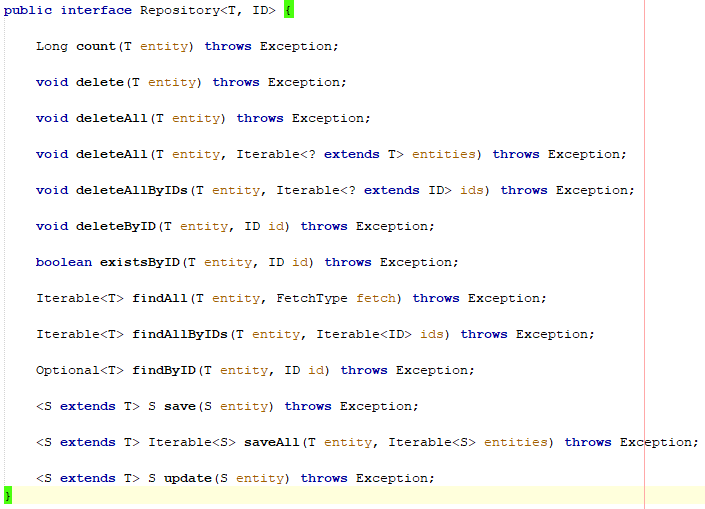 public interface Repository<T, ID> {
Long count(T entity) throws Exception;
void delete(T entity) throws Exception;
void deleteAll(T entity) throws Exception;
void deleteAll(T entity, Iterable<? extends T> entities) throws Exception;
void deleteAllByIDs(T entity, Iterable<? extends ID> ids) throws Exception;
void deleteByID(T entity, ID id) throws Exception;
boolean existsByID(T entity, ID id) throws Exception;
Iterable<T> findAll(T entity, FetchType fetch) throws Exception;
Iterable<T> findAllByIDs(T entity, Iterable<ID> ids) throws Exception;
Optional<T> findByID(T entity, ID id) throws Exception;
<S extends T> S save(S entity) throws Exception;
<S extends T> Iterable<S> saveAll(T entity, Iterable<S> entities) throws Exception;
<S extends T> S update(S entity) throws Exception;
}